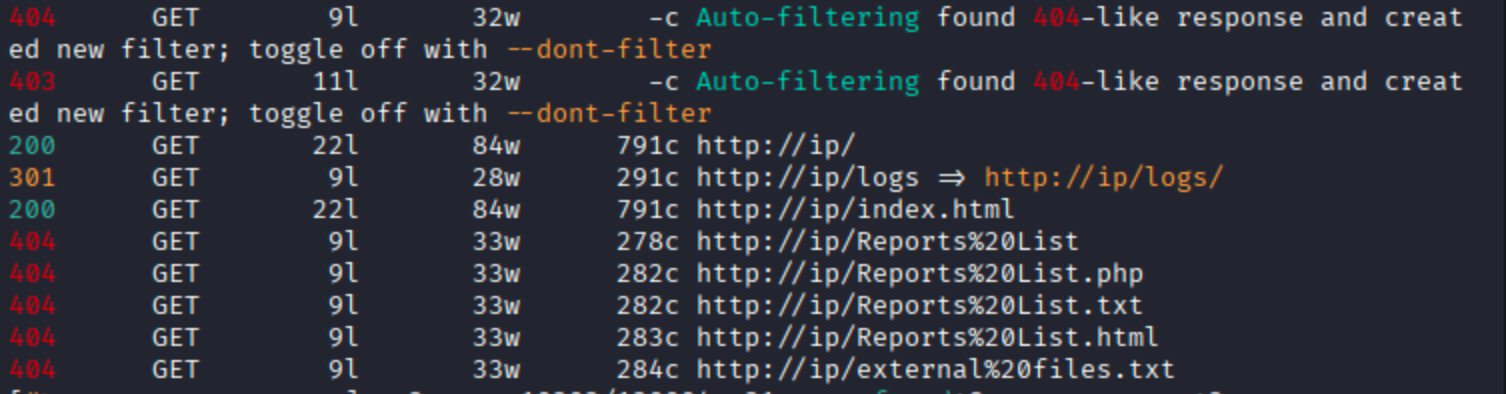 404 GET 9l 32w -c Auto-filtering found 404-like response and creat
ed new filter; toggle off with --dont-filter
403 GET 11l 32w -c Auto-filtering found 404-like response and creat
ed new filter; toggle off with --dont-filter
200 GET 22l 84w 791c http://ip/
301 GET 9l 28w 291c http://ip/logs => http://ip/logs/
200 GET 22l 84w 791c http://ip/index.html
404 GET 9l 33w 278c http://ip/Reports%20List
404 GET 9l 33w 282c http://ip/Reports%20List.php
404 GET 9l 33w 282c http://ip/Reports%20List.txt
404 GET 9l 33w 283c http://ip/Reports%20List.html
404 GET 9l 33w 284c http://ip/external%20files.txt